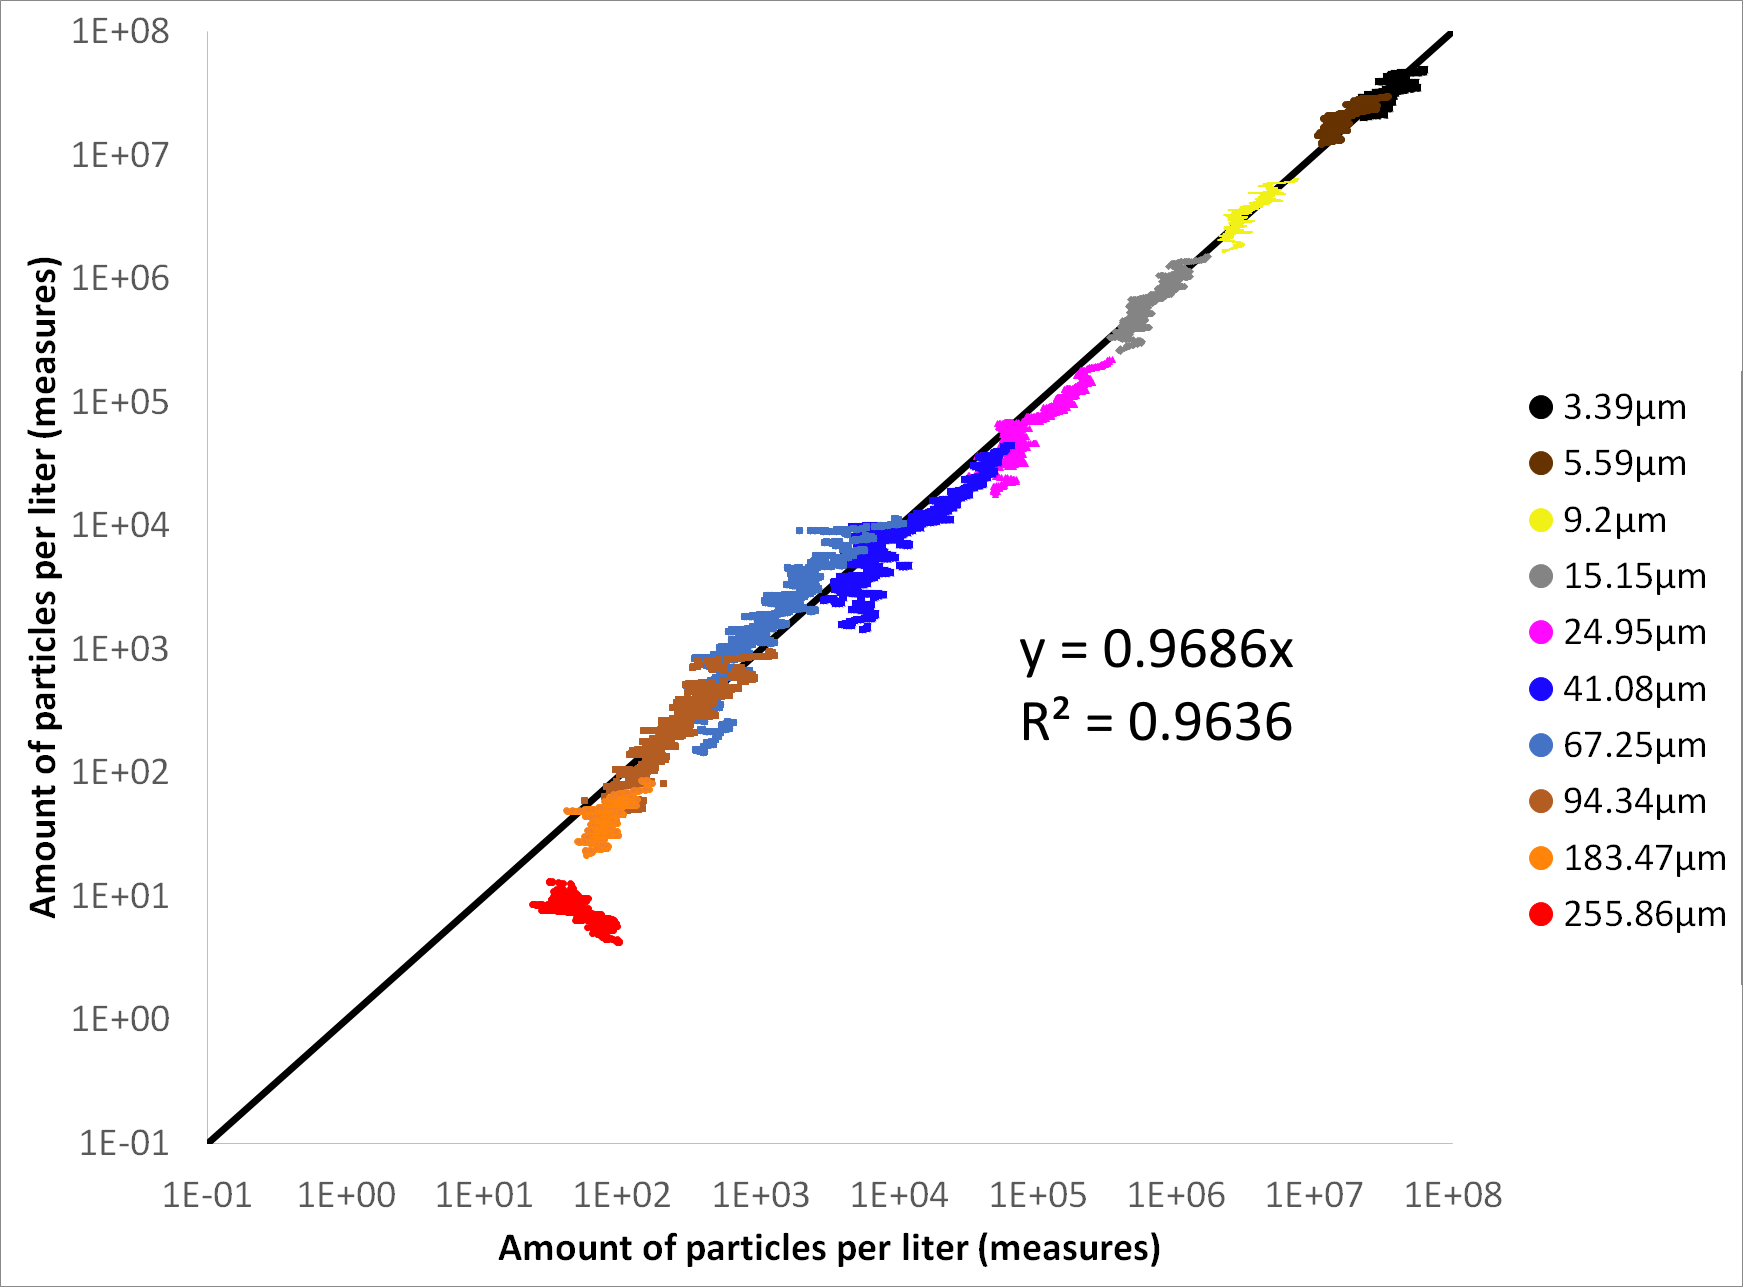 1E+08
1E+07
1E+06
1E+05
1E+04
1E+03
1E+02
1E+01
1E+00
1E-01
Amount of particles per liter (measures)
y = 0.9686x
R² = 0.9636
3.39µm
5.59µm
9.2µm
15.15µm
24.95µm
41.08µm
67.25µm
94.34µm
183.47µm
255.86µm
1E-01 1E+00 1E+01 1E+02 1E+03 1E+04 1E+05 1E+06 1E+07 1E+08
Amount of particles per liter (measures)